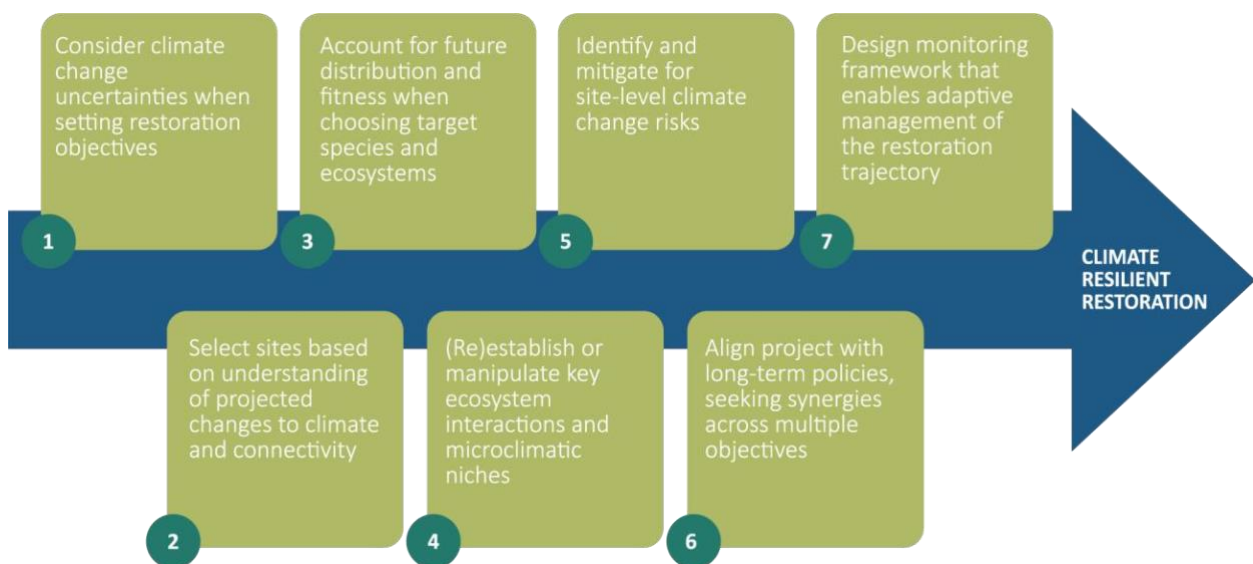 1
Consider climate
change
uncertainties when
setting restoration
objectives
2
Select sites based
on understanding
of projected
changes to climate
and connectivity
3
Account for future
distribution and
fitness when
choosing target
species and
ecosystems
4
(Re)establish or
manipulate key
ecosystem
interactions and
microclimatic
niches
5
Identify and
mitigate for
site-level climate
change risks
6
Align project with
long-term policies,
seeking synergies
across multiple
objectives
7
Design monitoring
framework that
enables adaptive
management of
the restoration
trajectory
CLIMATE
RESILIENT
RESTORATION